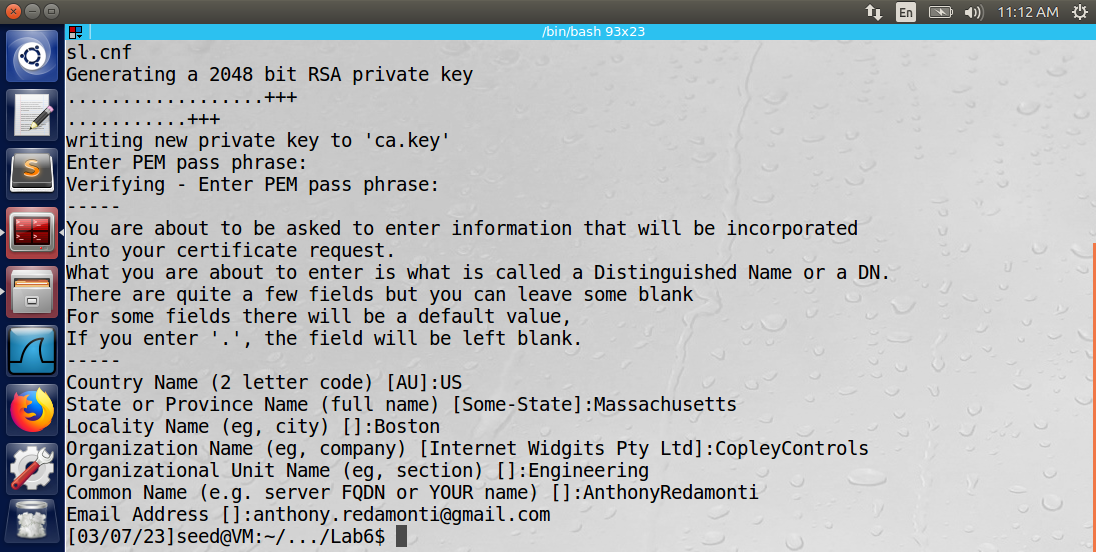 En
11:12 AM
/bin/bash 93x23
sl.cnf
Generating a 2048 bit RSA private key
..................+++
...........+++
writing new private key to 'ca.key'
Enter PEM pass phrase:
Verifying - Enter PEM pass phrase:
-----
You are about to be asked to enter information that will be incorporated
into your certificate request.
What you are about to enter is what is called a Distinguished Name or a DN.
There are quite a few fields but you can leave some blank
For some fields there will be a default value,
If you enter '.', the field will be left blank.
-----
Country Name (2 letter code) [AU]:US
State or Province Name (full name) [Some-State]:Massachusetts
Locality Name (eg, city) []:Boston
Organization Name (eg, company) [Internet Widgits Pty Ltd]:CopleyControls
Organizational Unit Name (eg, section) []:Engineering
Common Name (e.g. server FQDN or YOUR name) []:AnthonyRedamonti
Email Address []:anthony.redamonti@gmail.com
[03/07/23]seed@VM:~/.../Lab6$